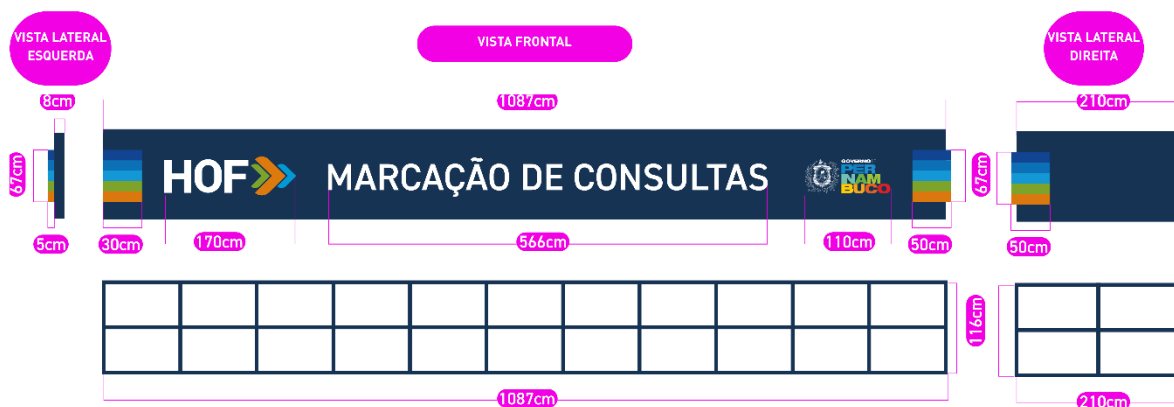 VISTA LATERAL
ESQUERDA
VISTA FRONTAL
VISTA LATERAL
DIREITA
8cm
1087cm
210cm
67cm
HOF
MARCAÇÃO DE CONSULTAS
GOVERNO
PER
NAM
BUCO
67cm
5cm
30cm
170cm
566cm
110cm
50cm
50cm
116cm
1087cm
210cm